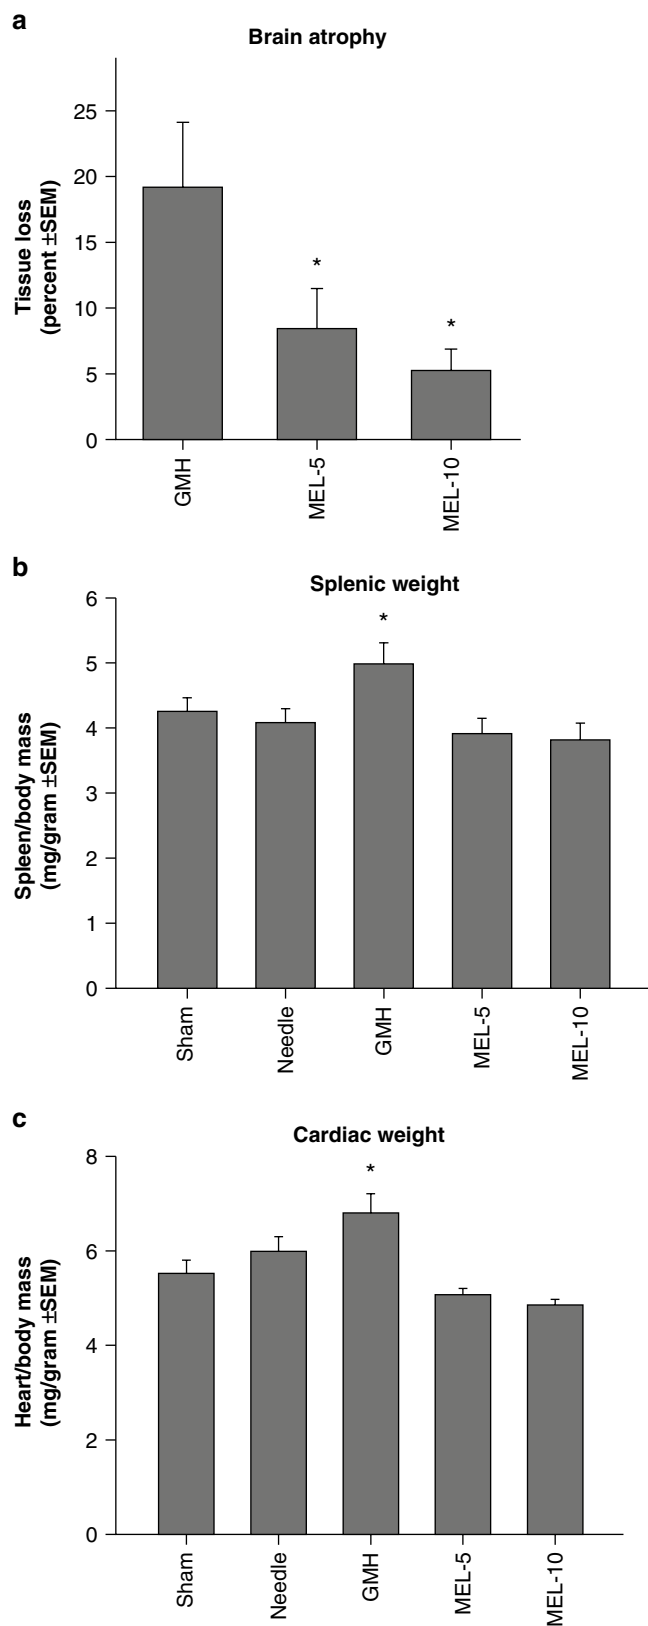 a
Brain atrophy
Tissue loss
(percent ±SEM)
25
20
15
10
5
0
*
*
GMH
MEL-5
MEL-10
b
Splenic weight
Spleen/body mass
(mg/gram ±SEM)
6
5
4
3
2
1
0
*
Sham
Needle
GMH
MEL-5
MEL-10
c
Cardiac weight
Heart/body mass
(mg/gram ±SEM)
8
6
4
2
0
*
Sham
Needle
GMH
MEL-5
MEL-10